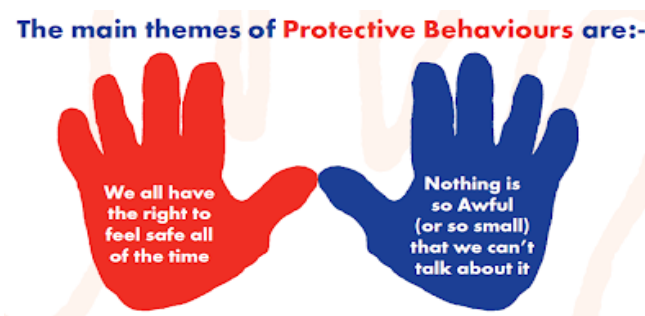 The main themes of Protective Behaviours are:-
We all have
the right to
feel safe all
of the time
Nothing is
so Awful
(or so small)
that we can't
talk about it